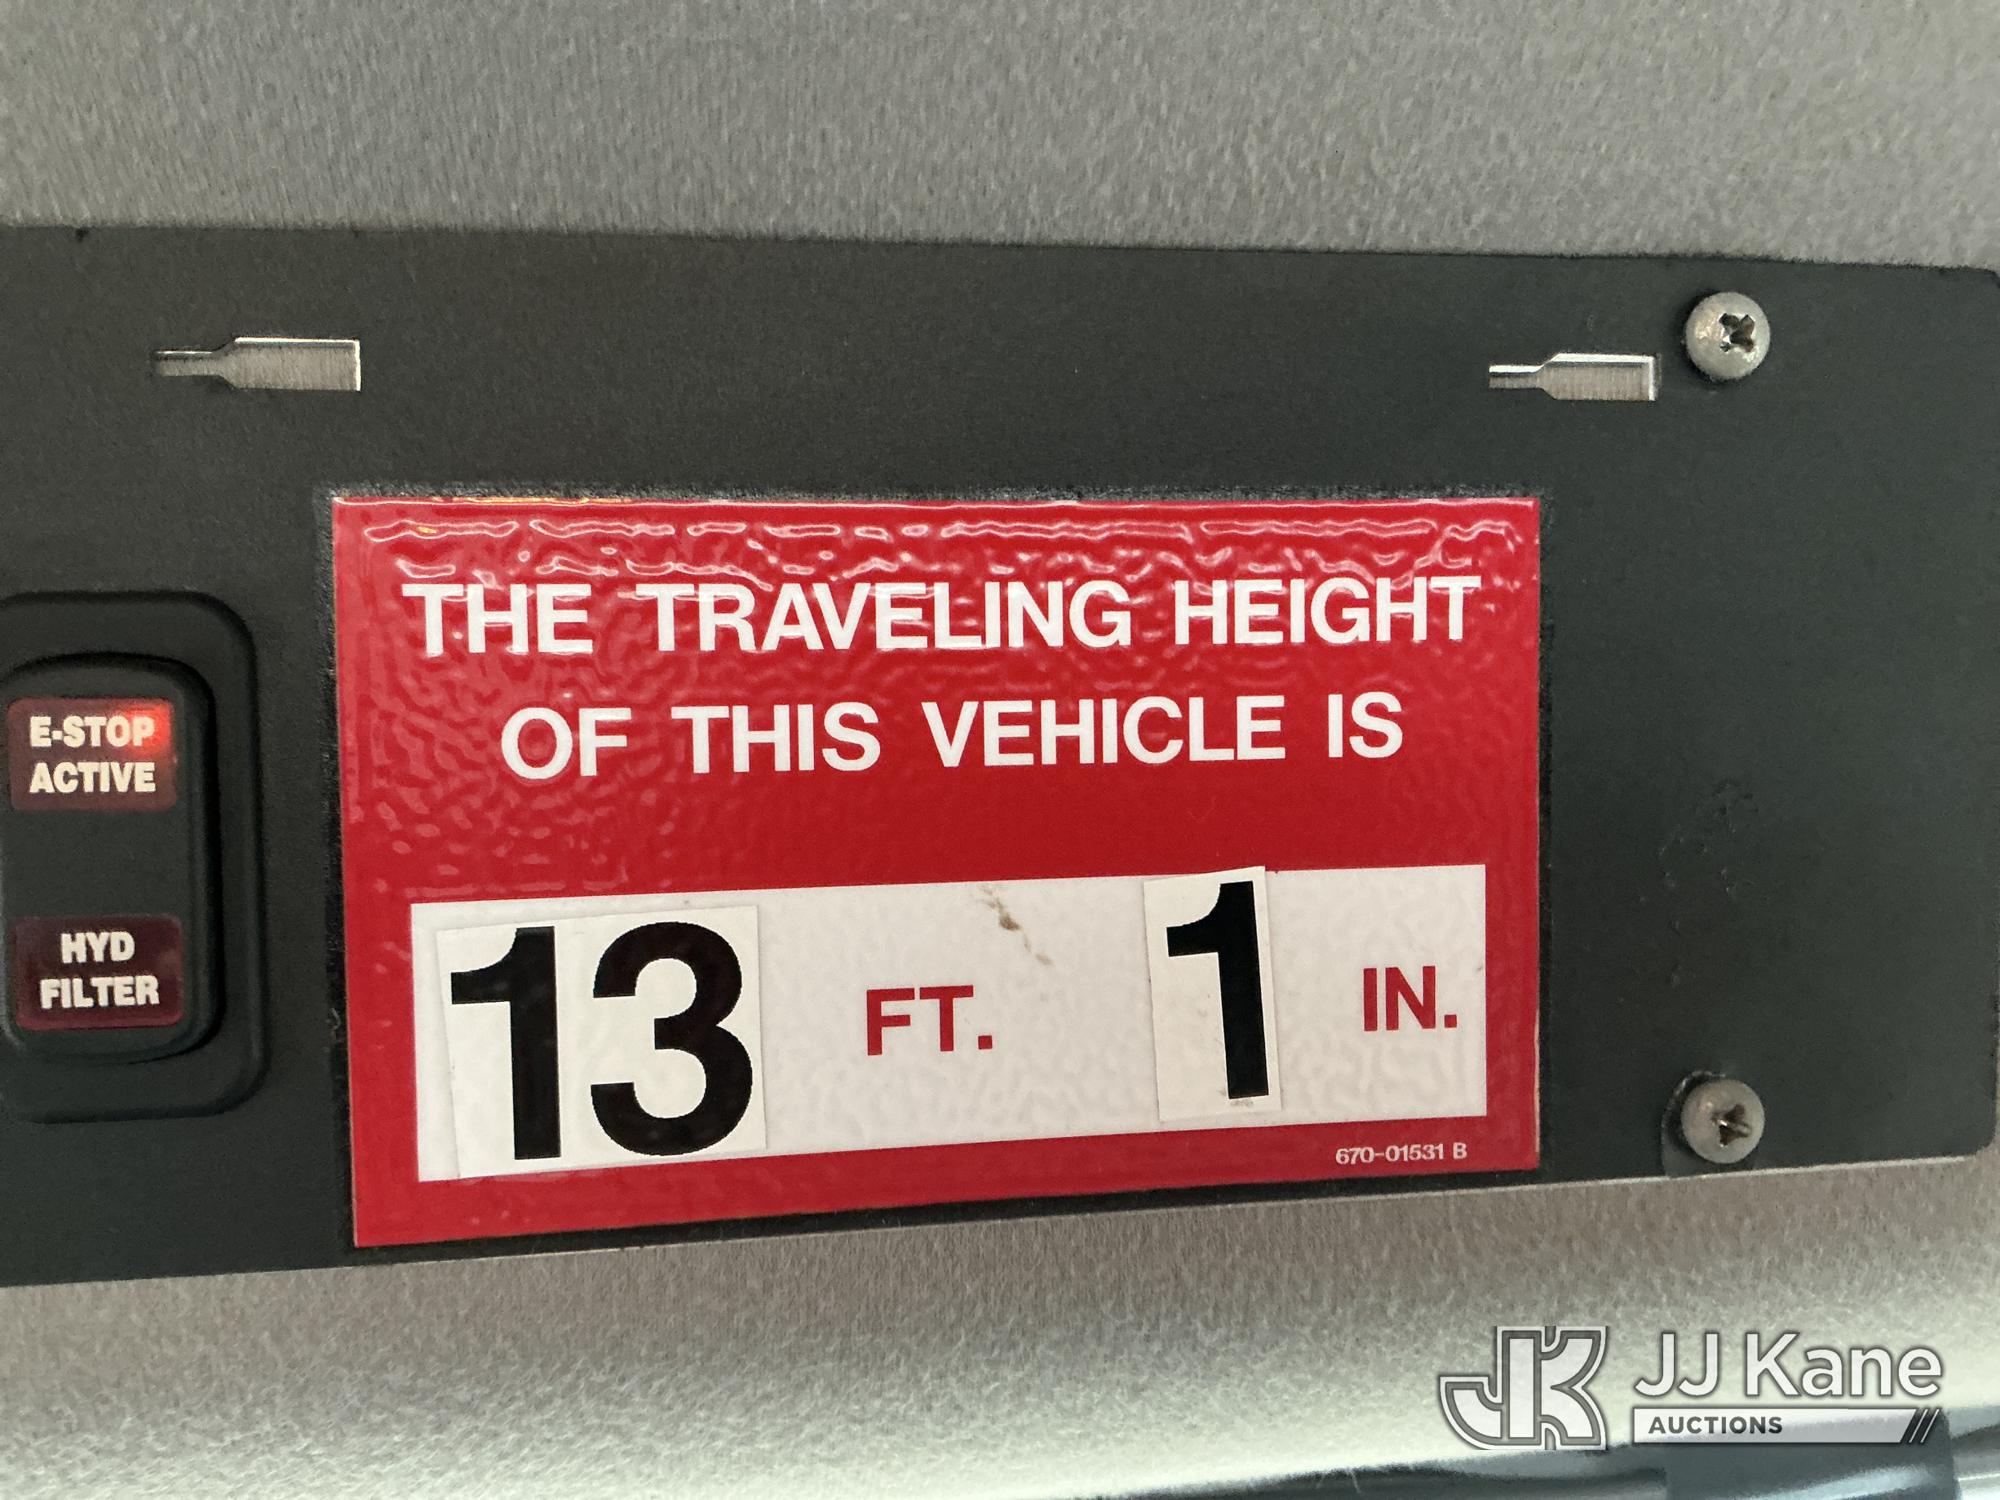 THE TRAVELING HEIGHT
OF THIS VEHICLE IS
13 FT. 1 IN.
670-01531 B
E-STOP
ACTIVE
HYD
FILTER
JK JJ Kane
AUCTIONS